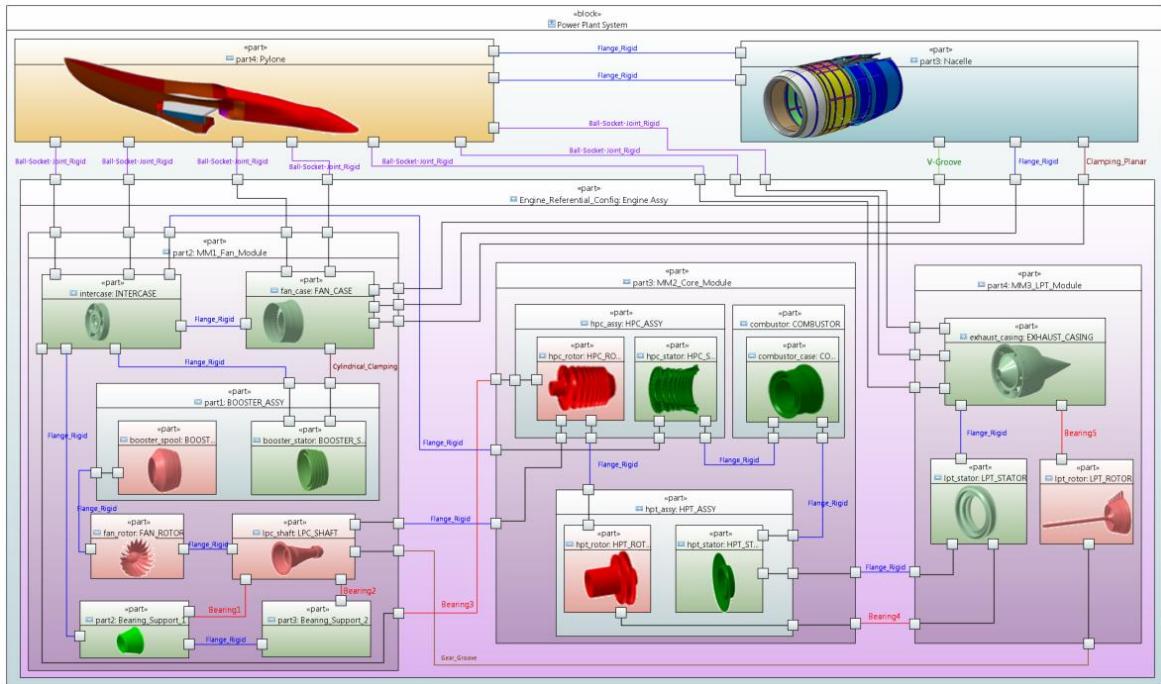 «block»
Power Plant System
«part»
part4: Pylone
Flange_Rigid
Flange_Rigid
«part»
part3: Nacelle
Ball-Socket-Joint_Rigid
Ball-Socket-Joint_Rigid
Ball-Socket-Joint_Rigid
Ball-Socket-Joint_Rigid
Ball-Socket-Joint_Rigid
Ball-Socket-Joint_Rigid
Ball-Socket-Joint_Rigid
V-Groove
Flange_Rigid
Clamping_Planar
«part»
Engine_Referential_Config: Engine Assy
«part»
part2: MM1_Fan_Module
«part»
intercase: INTERCASE
«part»
fan_case: FAN_CASE
Flange_Rigid
Flange_Rigid
Flange_Rigid
Cylindrical_Clamping
«part»
part1: BOOSTER_ASSY
«part»
booster_spool: BOOST...
«part»
booster_stator: BOOSTER_S...
Flange_Rigid
Flange_Rigid
«part»
fan_rotor: FAN_ROTOR
Flange_Rigid
«part»
lpc_shaft: LPC_SHAFT
Flange_Rigid
Bearing1
Bearing2
Bearing3
«part»
part2: Bearing_Support_1
Flange_Rigid
«part»
part3: Bearing_Support_2
Gear_Groove
«part»
part3: MM2_Core_Module
«part»
hpc_assy: HPC_ASSY
«part»
hpc_rotor: HPC_RO...
«part»
hpc_stator: HPC_S...
«part»
combustor: COMBUSTOR
«part»
combustor_case: CO...
Flange_Rigid
Flange_Rigid
«part»
hpt_assy: HPT_ASSY
«part»
hpt_rotor: HPT_ROT...
«part»
hpt_stator: HPT_ST...
Flange_Rigid
Bearing4
«part»
part4: MM3_LPT_Module
«part»
exhaust_casing: EXHAUST_CASING
Flange_Rigid
Bearing5
«part»
lpt_stator: LPT_STATOR
«part»
lpt_rotor: LPT_ROTOR